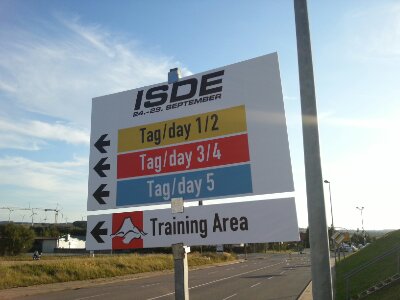 ISDE
24.-29. SEPTEMBER
Tag/day 1/2
Tag/day 3/4
Tag/day 5
Training Area